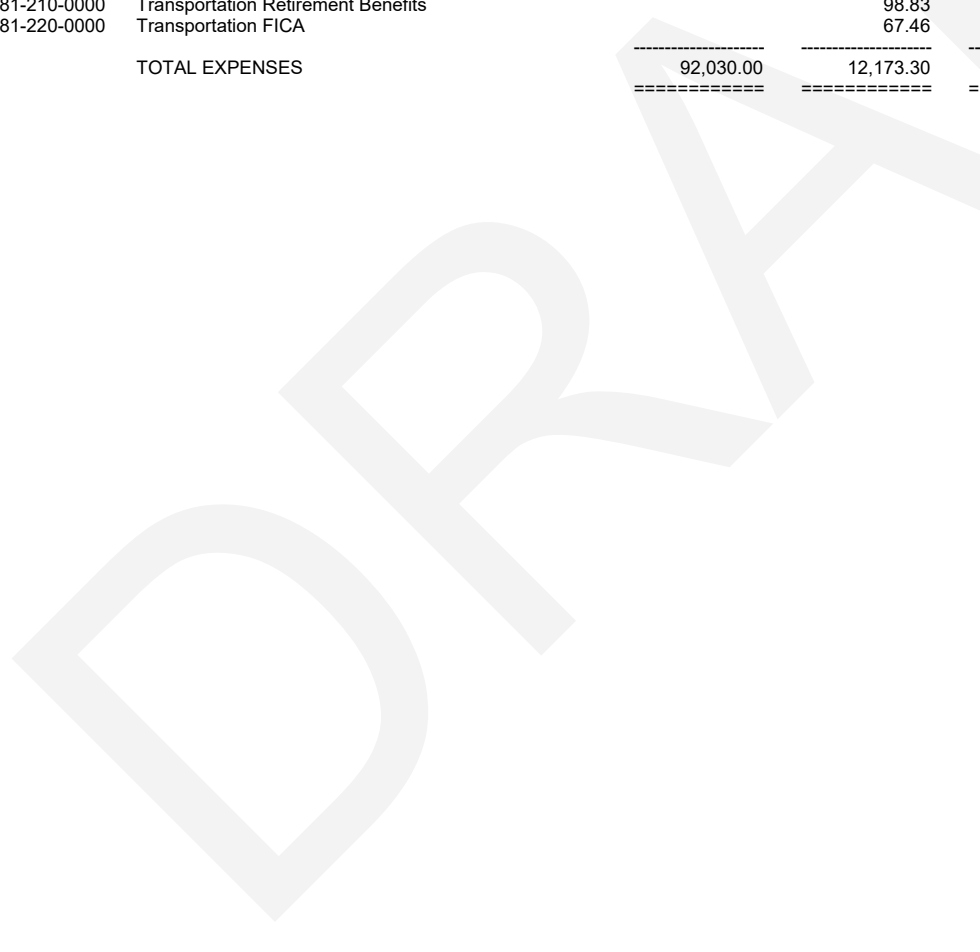 81-210-0000 Transportation Retirement Benefits 98.83
81-220-0000 Transportation FICA 67.46
--------------------- --------------------- --
TOTAL EXPENSES 92,030.00 12,173.30
============ ============ =
DRA